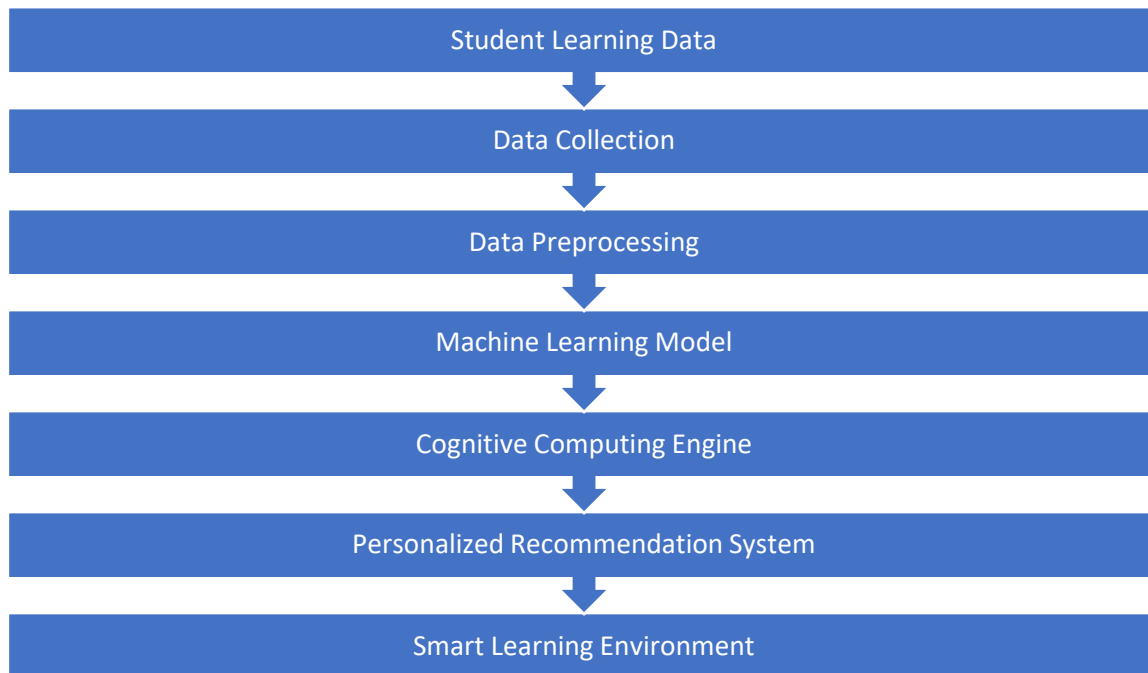 Student Learning Data
Data Collection
Data Preprocessing
Machine Learning Model
Cognitive Computing Engine
Personalized Recommendation System
Smart Learning Environment